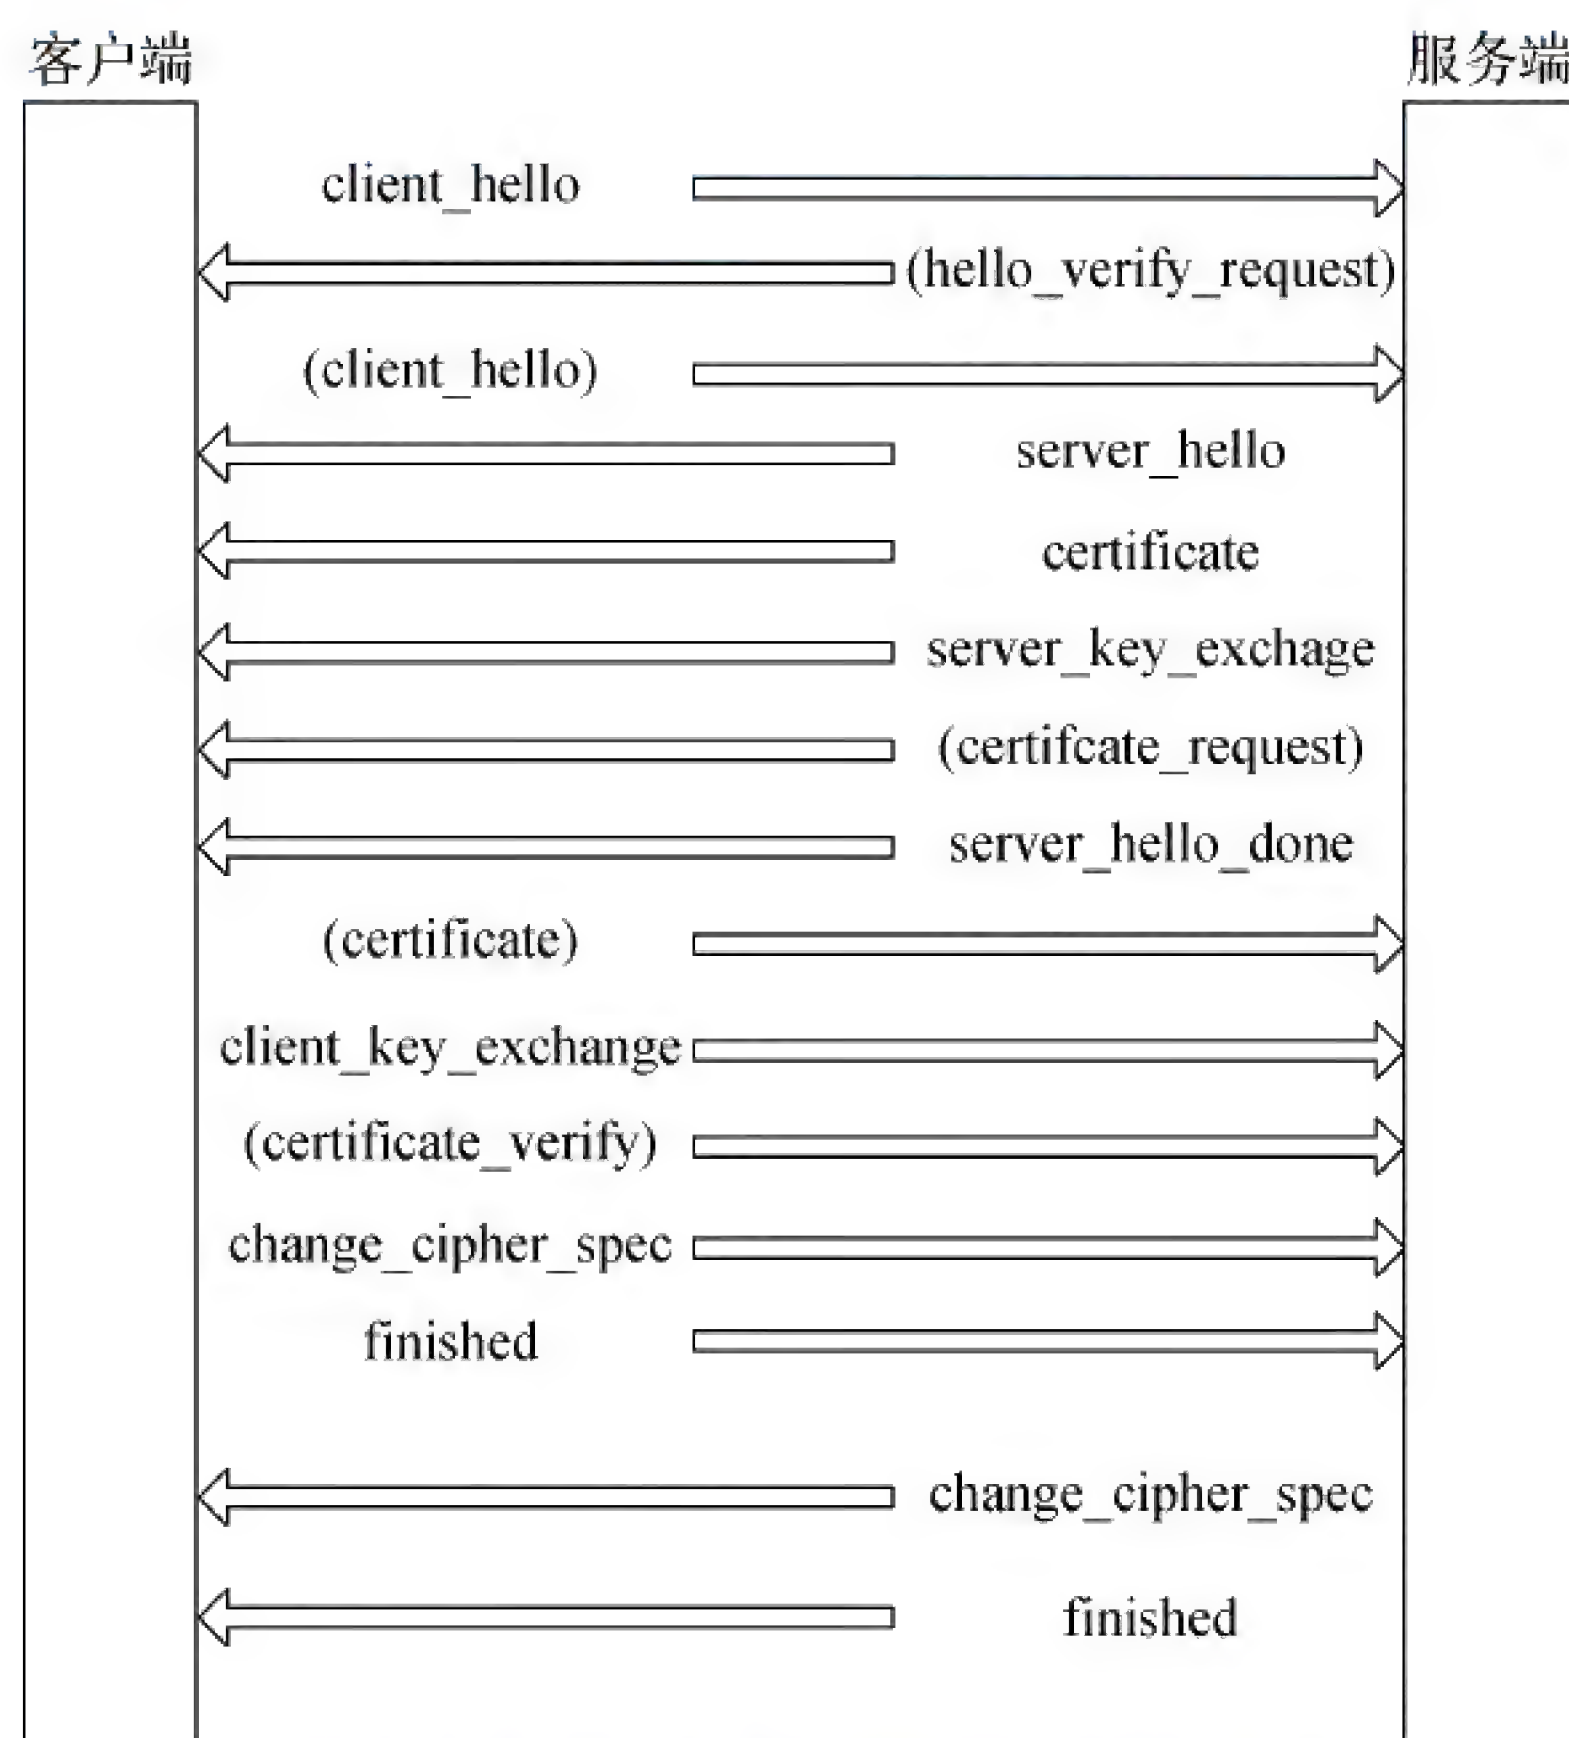 客户端
服务端
client_hello
(hello_verify_request)
(client_hello)
server_hello
certificate
server_key_exchage
(certifcate_request)
server_hello_done
(certificate)
client_key_exchange
(certificate_verify)
change_cipher_spec
finished
change_cipher_spec
finished